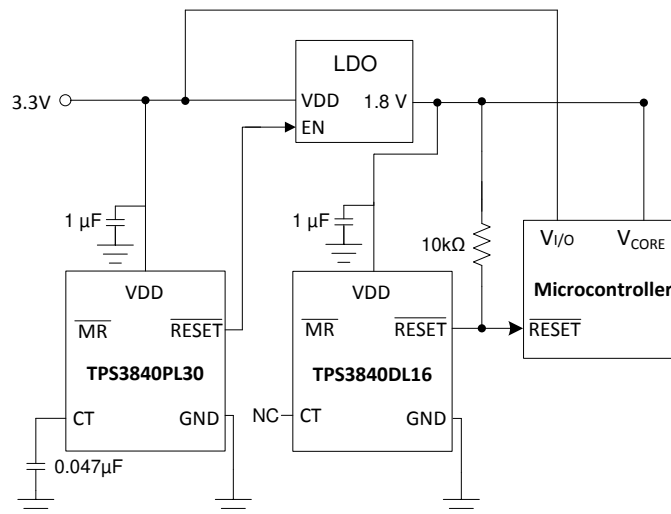 LDO
3.3V
VDD
1.8 V
EN
1 µF
1 µF
10kΩ
VI/O
VCORE
Microcontroller
RESET
VDD
MR
RESET
TPS3840PL30
CT
GND
0.047µF
VDD
MR
RESET
TPS3840DL16
NC
CT
GND